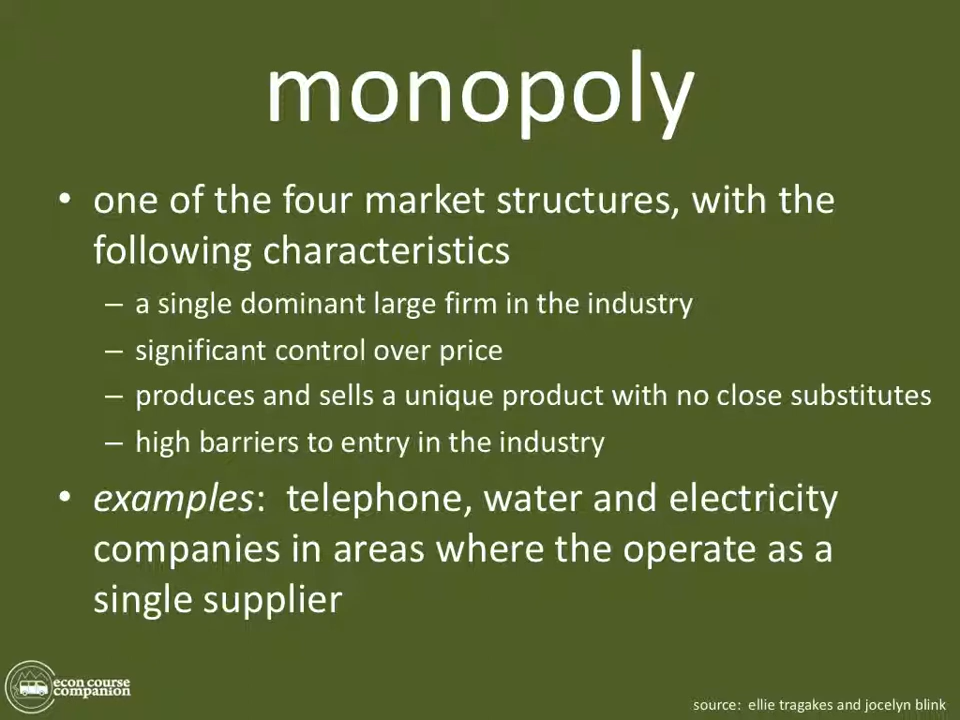 monopoly
• one of the four market structures, with the
following characteristics
– a single dominant large firm in the industry
– significant control over price
– produces and sells a unique product with no close substitutes
– high barriers to entry in the industry
• examples:  telephone, water and electricity
companies in areas where the operate as a
single supplier
econ course
companion
source:  ellie tragakes and jocelyn blink